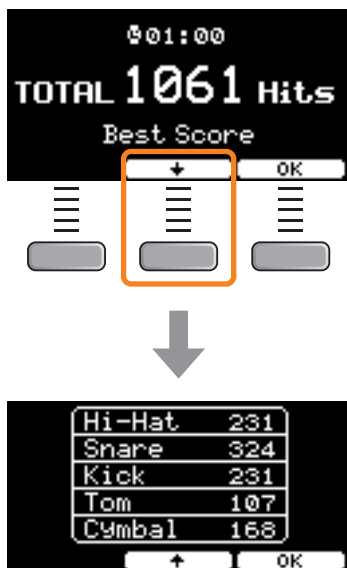 01:00
TOTAL 1061 Hits
Best Score
↓ OK
Hi-Hat 231
Snare 324
Kick 231
Tom 107
Cymbal 168
↑ OK